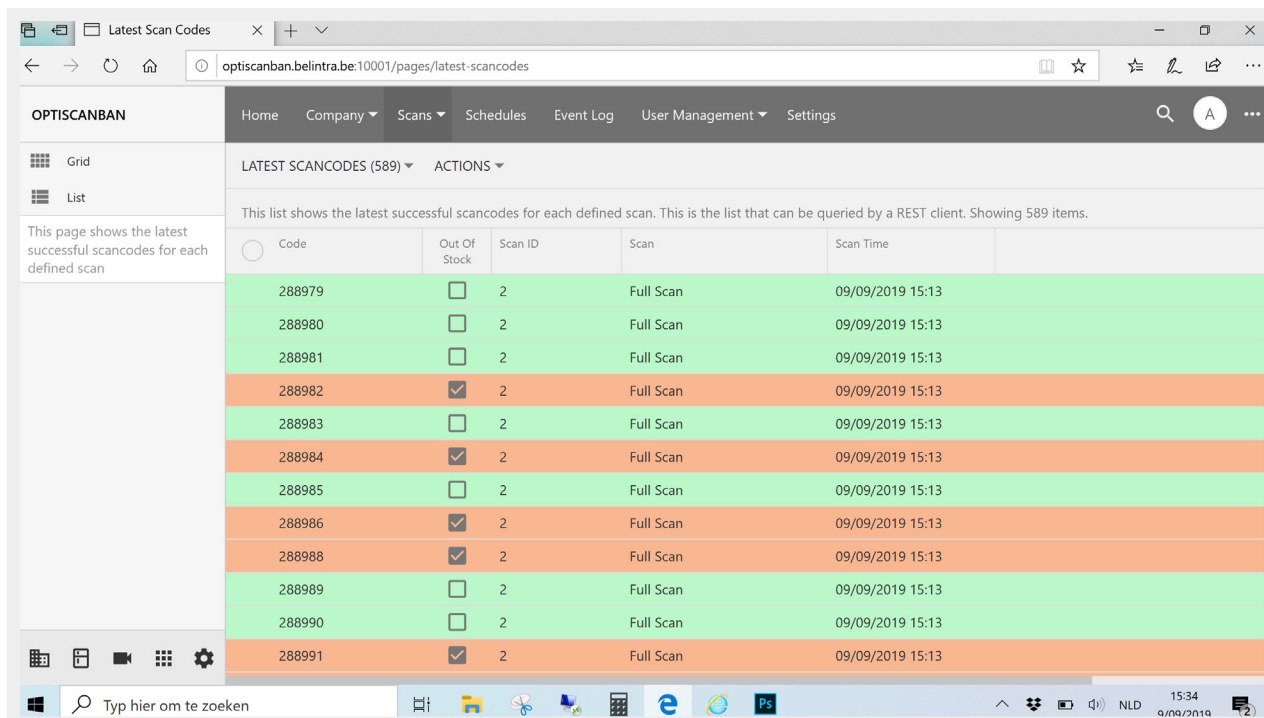 Latest Scan Codes
optiscanban.belintra.be:10001/pages/latest-scancodes
OPTISCANBAN
Home Company Scans Schedules Event Log User Management Settings A
Grid
List
This page shows the latest
successful scancodes for each
defined scan
LATEST SCANCODES (589) ACTIONS
This list shows the latest successful scancodes for each defined scan. This is the list that can be queried by a REST client. Showing 589 items.
Code Out Of Stock Scan ID Scan Scan Time
288979 2 Full Scan 09/09/2019 15:13
288980 2 Full Scan 09/09/2019 15:13
288981 2 Full Scan 09/09/2019 15:13
288982 2 Full Scan 09/09/2019 15:13
288983 2 Full Scan 09/09/2019 15:13
288984 2 Full Scan 09/09/2019 15:13
288985 2 Full Scan 09/09/2019 15:13
288986 2 Full Scan 09/09/2019 15:13
288988 2 Full Scan 09/09/2019 15:13
288989 2 Full Scan 09/09/2019 15:13
288990 2 Full Scan 09/09/2019 15:13
288991 2 Full Scan 09/09/2019 15:13
Typ hier om te zoeken Ps NLD 15:34
9/09/2019 2